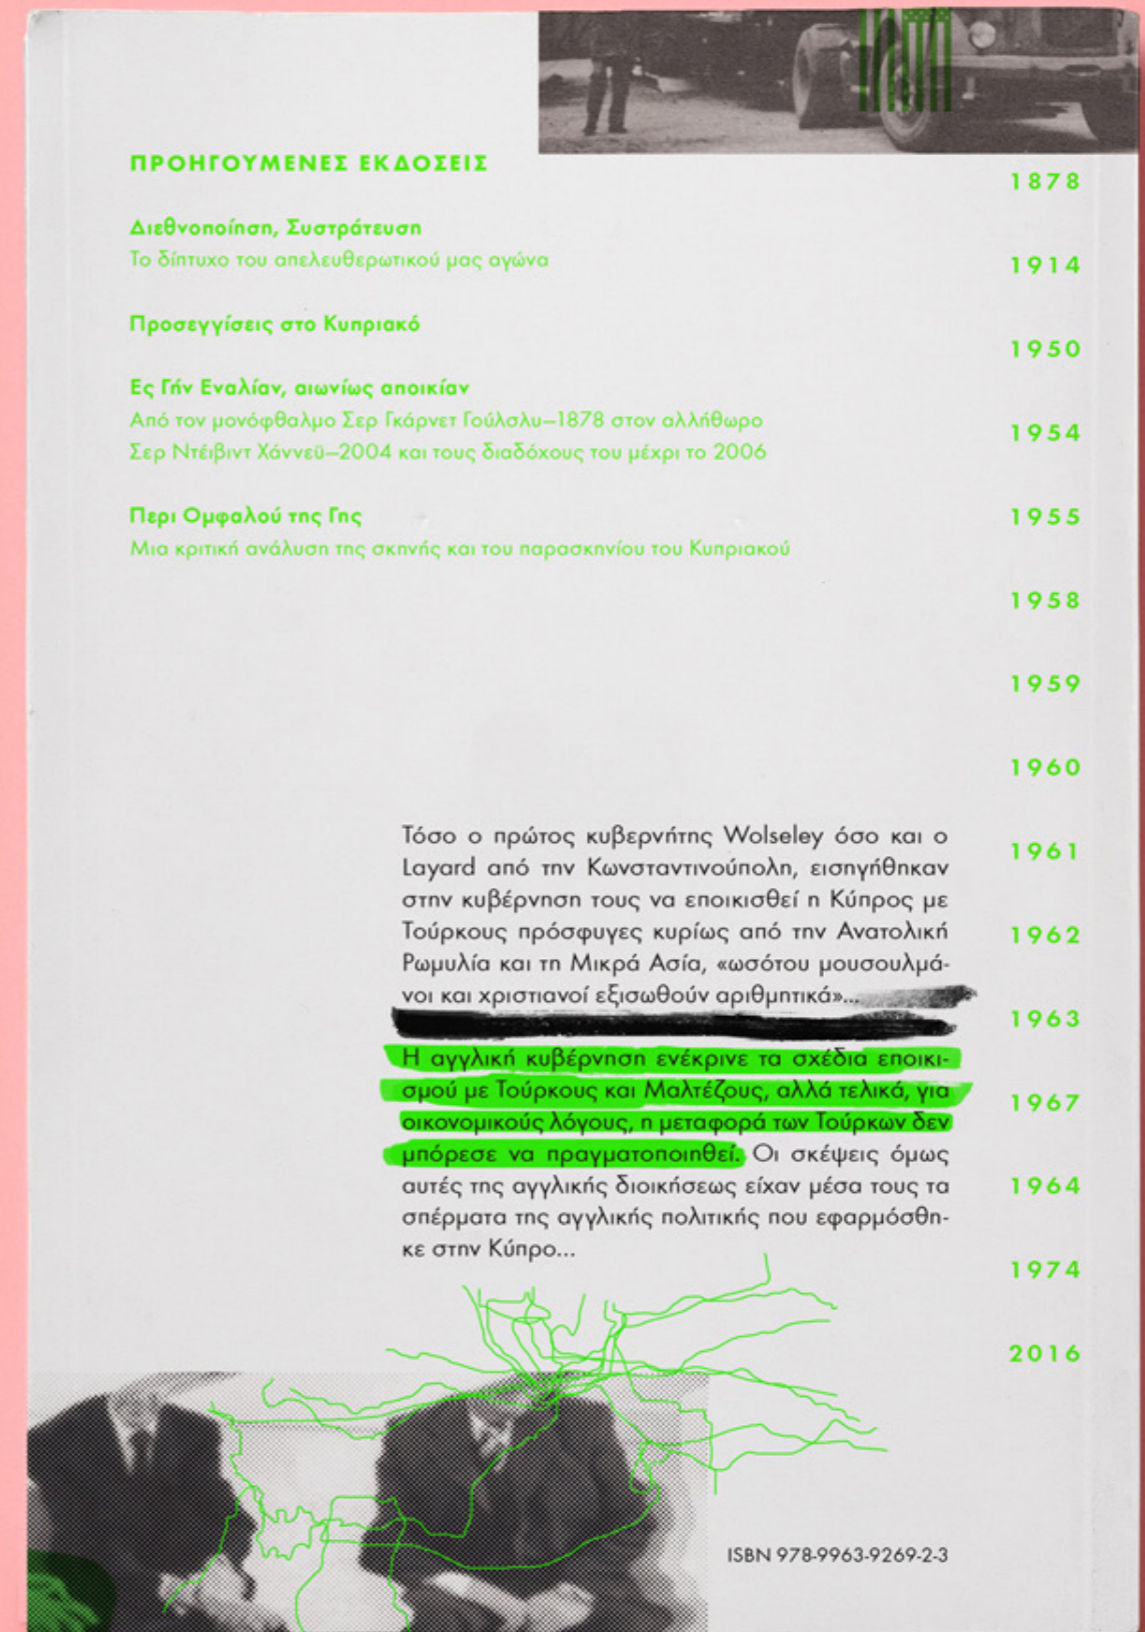 ΠΡΟΗΓΟΥΜΕΝΕΣ ΕΚΔΟΣΕΙΣ
Διεθνοποίηση, Συστράτευση
Το δίπτυχο του απελευθερωτικού μας αγώνα
Προσεγγίσεις στο Κυπριακό
Ες Γήν Εναλίαν, αιωνίως αποικίαν
Από τον μονόφθαλμο Σερ Γκάρνετ Γούλσλυ–1878 στον αλλήθωρο
Σερ Ντέιβιντ Χάννεϋ–2004 και τους διαδόχους του μέχρι το 2006
Περι Ομφαλού της Γης
Μια κριτική ανάλυση της σκηνής και του παρασκηνίου του Κυπριακού
1878
1914
1950
1954
1955
1958
1959
1960
1961
1962
1963
1967
1964
1974
2016
Τόσο ο πρώτος κυβερνήτης Wolseley όσο και ο
Layard από την Κωνσταντινούπολη, εισηγήθηκαν
στην κυβέρνηση τους να εποικισθεί η Κύπρος με
Τούρκους πρόσφυγες κυρίως από την Ανατολική
Ρωμυλία και τη Μικρά Ασία, «ωσότου μουσουλμά-
νοι και χριστιανοί εξισωθούν αριθμητικά»...
Η αγγλική κυβέρνηση ενέκρινε τα σχέδια εποικι-
σμού με Τούρκους και Μαλτέζους, αλλά τελικά, για
οικονομικούς λόγους, η μεταφορά των Τούρκων δεν
μπόρεσε να πραγματοποιηθεί. Οι σκέψεις όμως
αυτές της αγγλικής διοικήσεως είχαν μέσα τους τα
σπέρματα της αγγλικής πολιτικής που εφαρμόσθη-
κε στην Κύπρο...
ISBN 978-9963-9269-2-3